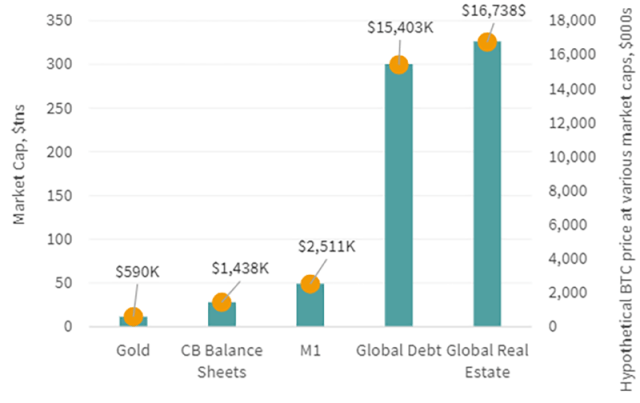 350
300
250
200
150
100
50
0
Market Cap, $tns
18,000
16,000
14,000
12,000
10,000
8,000
6,000
4,000
2,000
0
Hypothetical BTC price at various market caps, $000s
$590K
$1,438K
$2,511K
$15,403K
$16,738$
Gold
CB Balance
Sheets
M1
Global Debt
Global Real
Estate